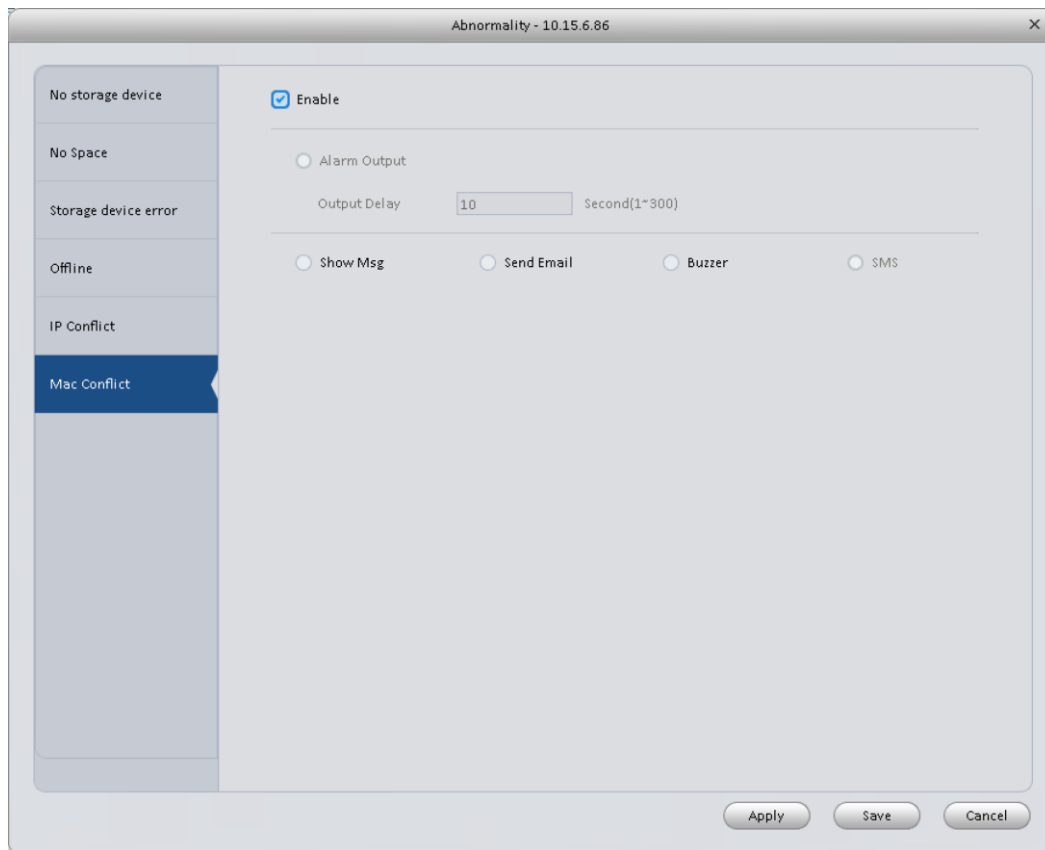 Abnormality - 10.15.6.86
No storage device
No Space
Storage device error
Offline
IP Conflict
Mac Conflict
Enable
Alarm Output
Output Delay 10 Second(1~300)
Show Msg Send Email Buzzer SMS
Apply Save Cancel